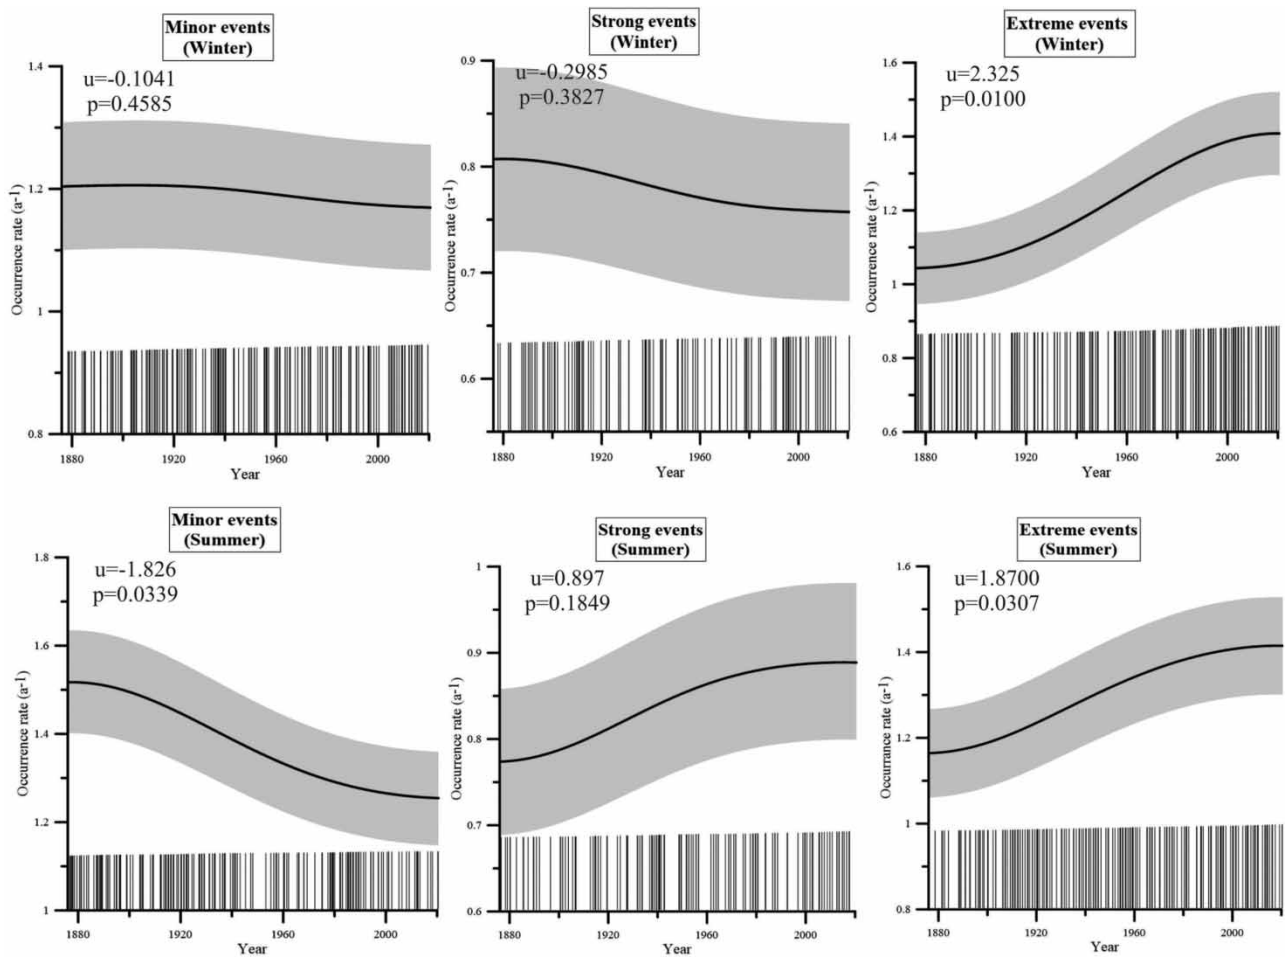 Minor events
(Winter)
u=-0.1041
p=0.4585
1.4
1.3
1.2
1.1
1
0.8
Occurrence rate (a-1)
1880
1920
1960
2000
Year
Strong events
(Winter)
u=-0.2985
p=0.3827
0.9
0.8
0.7
0.6
Occurrence rate (a-1)
1880
1920
1960
2000
Year
Extreme events
(Winter)
u=2.325
p=0.0100
1.6
1.4
1.2
1
0.8
0.6
Occurrence rate (a-1)
1880
1920
1960
2000
Year
Minor events
(Summer)
u=-1.826
p=0.0339
1.8
1.6
1.4
1.2
1
Occurrence rate (a-1)
1880
1920
1960
2000
Year
Strong events
(Summer)
u=0.897
p=0.1849
1
0.9
0.8
0.7
0.6
Occurrence rate (a-1)
1880
1920
1960
2000
Year
Extreme events
(Summer)
u=1.8700
p=0.0307
1.6
1.4
1.2
1
0.8
Occurrance rate (a-1)
1880
1920
1960
2000
Year